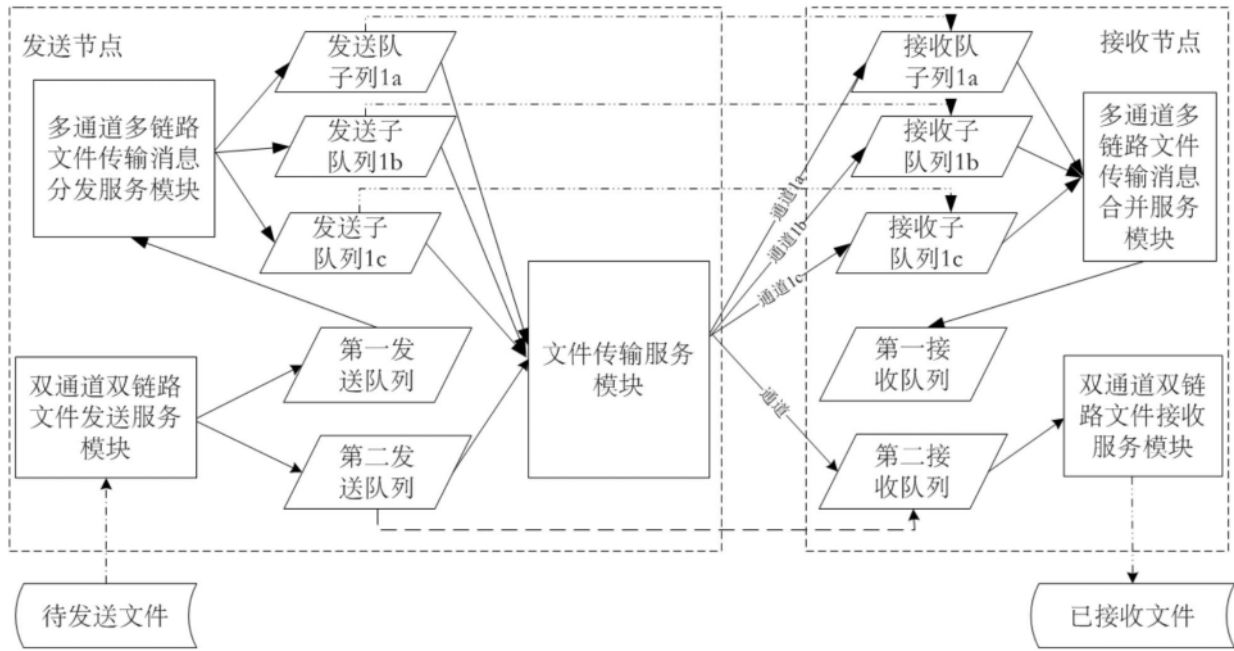 发送节点
发送队
子列1a
多通道多链路
文件传输消息
分发服务模块
发送子
队列1b
发送子
队列1c
第一发
送队列
双通道双链路
文件发送服务
模块
第二发
送队列
待发送文件
文件传输服务
模块
通道1a
通道1b
通道1c
通道
接收节点
接收队
子列1a
接收子
队列1b
接收子
队列1c
多通道多
链路文件
传输消息
合并服务
模块
第一接
收队列
第二接
收队列
双通道双链
路文件接收
服务模块
已接收文件